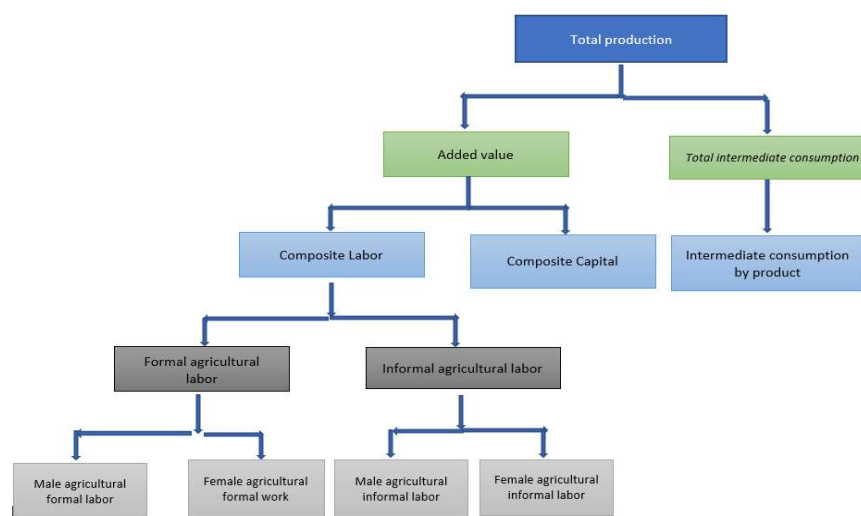 Total production
Added value
Total intermediate consumption
Composite Labor
Composite Capital
Intermediate consumption
by product
Formal agricultural
labor
Informal agricultural labor
Male agricultural
formal labor
Female agricultural
formal work
Male agricultural
informal labor
Female agricultural
informal labor